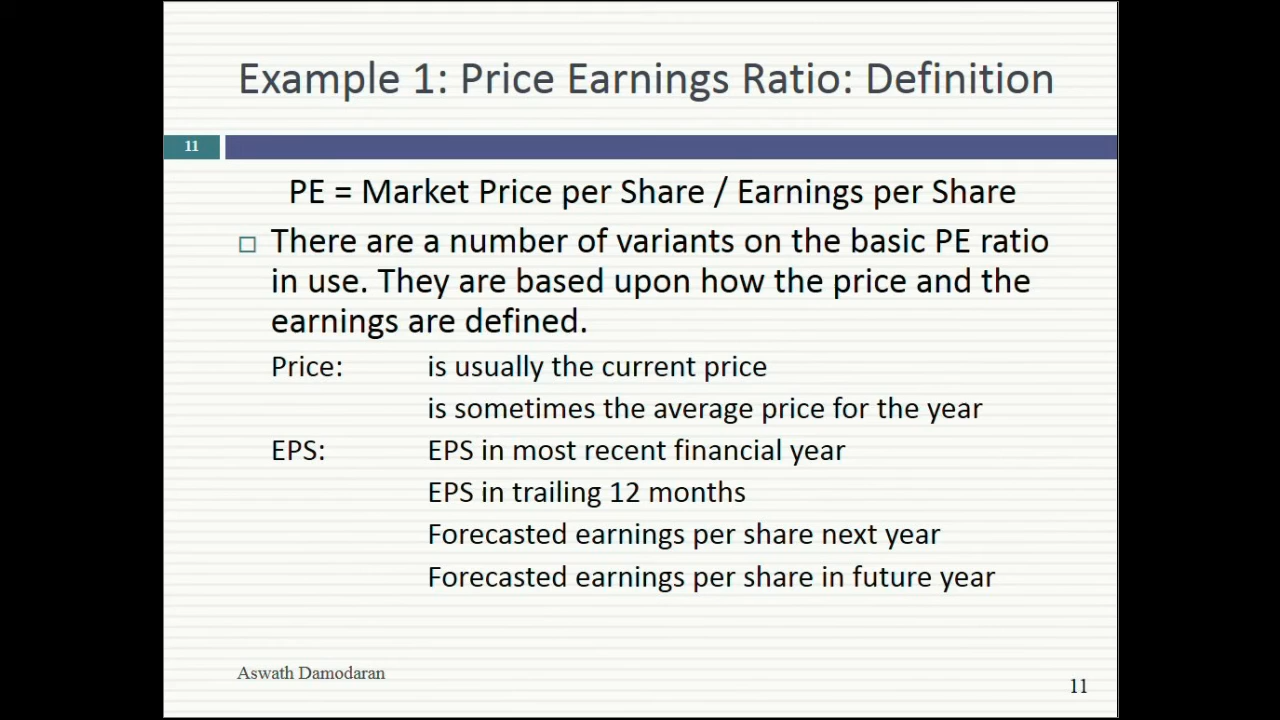 Example 1: Price Earnings Ratio: Definition
11
PE = Market Price per Share / Earnings per Share
There are a number of variants on the basic PE ratio
in use. They are based upon how the price and the
earnings are defined.
Price: is usually the current price
is sometimes the average price for the year
EPS: EPS in most recent financial year
EPS in trailing 12 months
Forecasted earnings per share next year
Forecasted earnings per share in future year
Aswath Damodaran
11